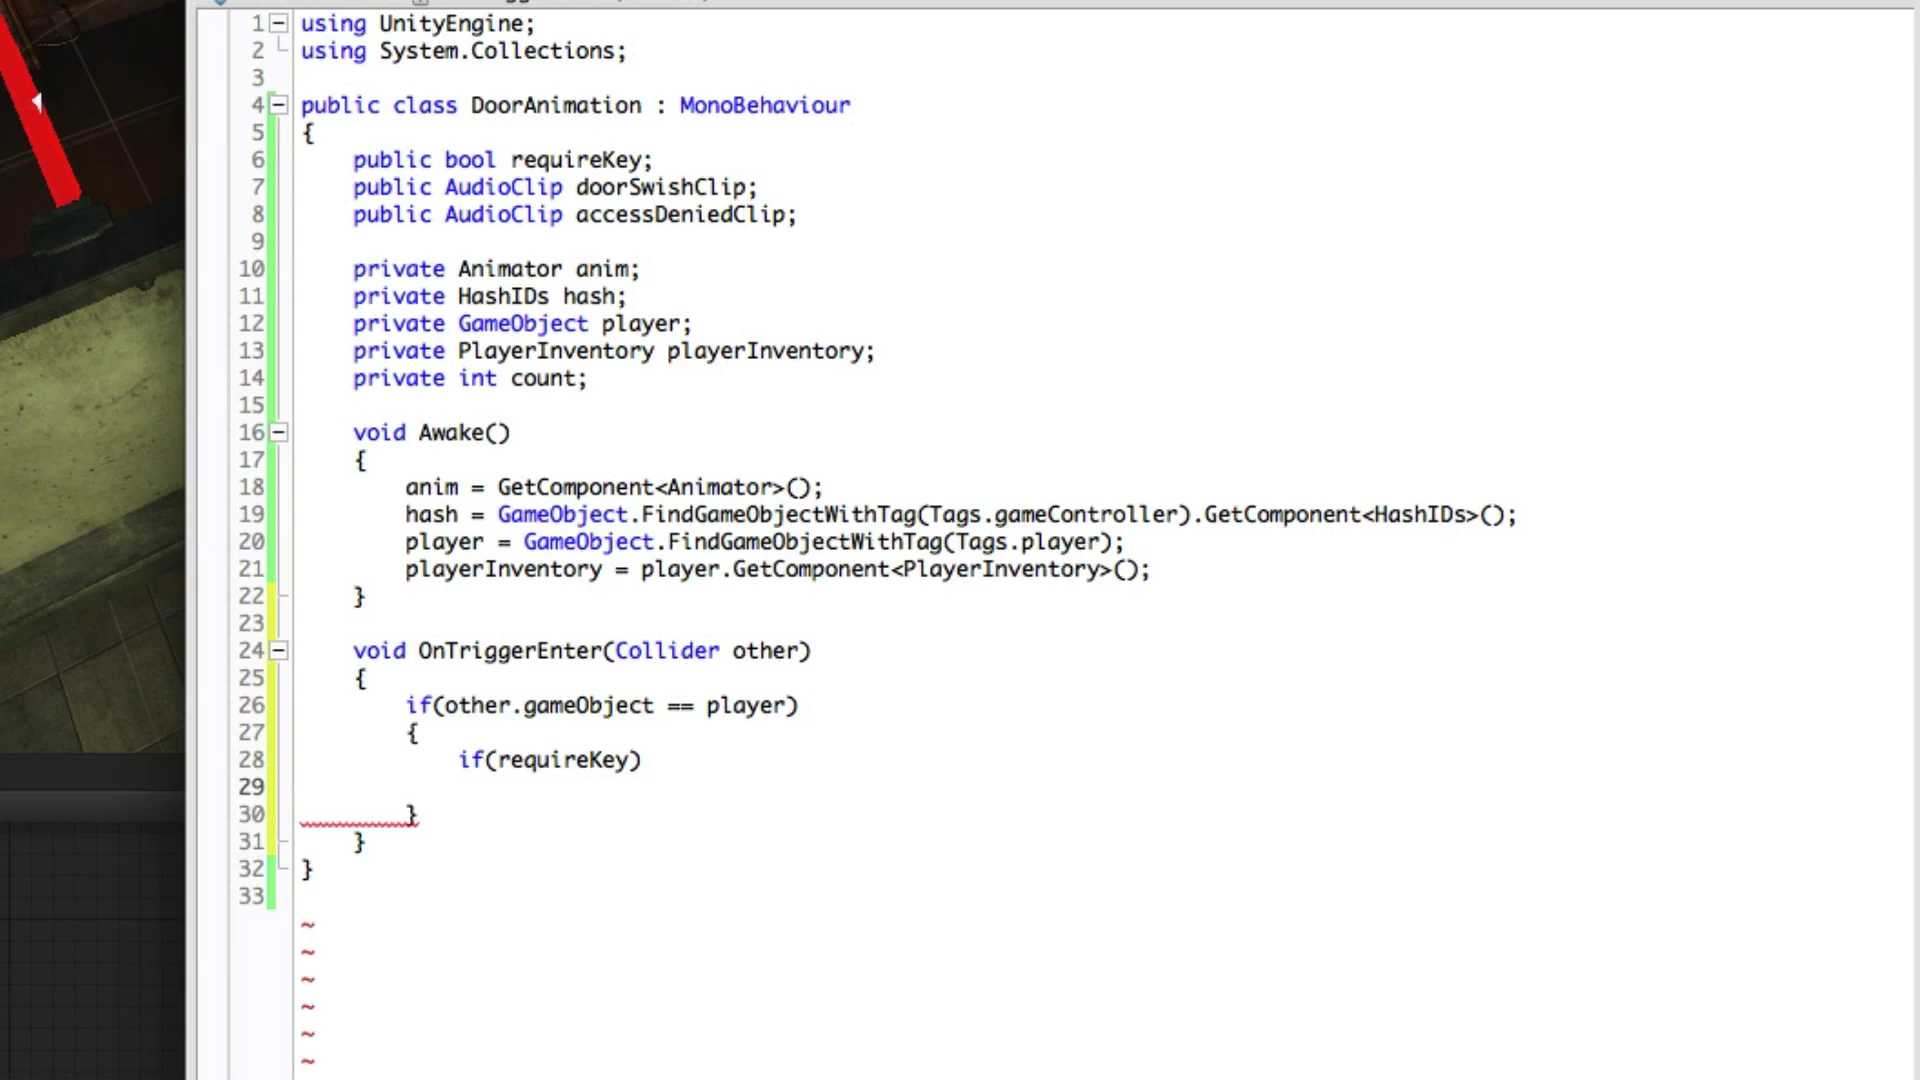 1 using UnityEngine;
2 using System.Collections;
3
4 public class DoorAnimation : MonoBehaviour
5 {
6 public bool requireKey;
7 public AudioClip doorSwishClip;
8 public AudioClip accessDeniedClip;
9
10 private Animator anim;
11 private HashIDs hash;
12 private GameObject player;
13 private PlayerInventory playerInventory;
14 private int count;
15
16 void Awake()
17 {
18 anim = GetComponent<Animator>();
19 hash = GameObject.FindGameObjectWithTag(Tags.gameController).GetComponent<HashIDs>();
20 player = GameObject.FindGameObjectWithTag(Tags.player);
21 playerInventory = player.GetComponent<PlayerInventory>();
22 }
23
24 void OnTriggerEnter(Collider other)
25 {
26 if(other.gameObject == player)
27 {
28 if(requireKey)
29
30 }
31 }
32 }
33
~
~
~
~
~
~